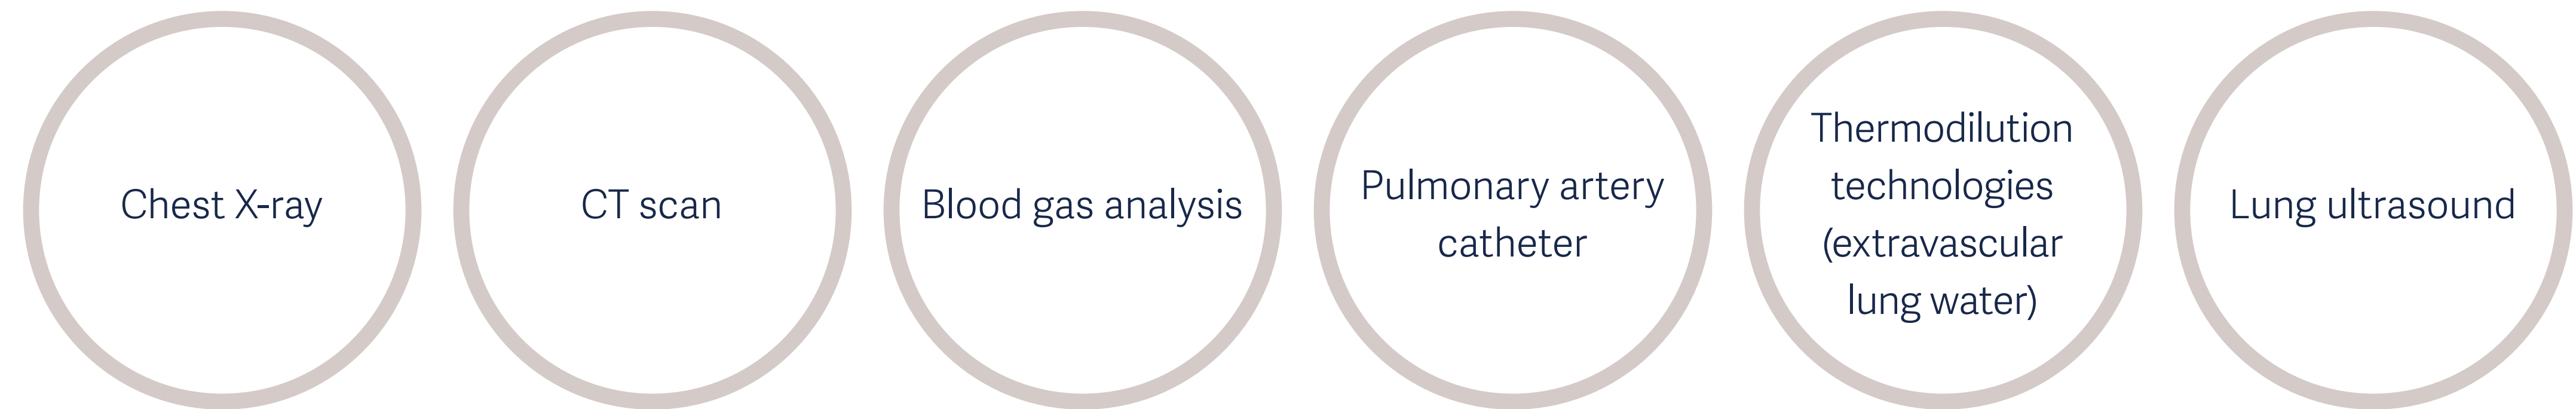 Chest X-ray
CT scan
Blood gas analysis
Pulmonary artery
catheter
Thermodilution
technologies
(extravascular
lung water)
Lung ultrasound